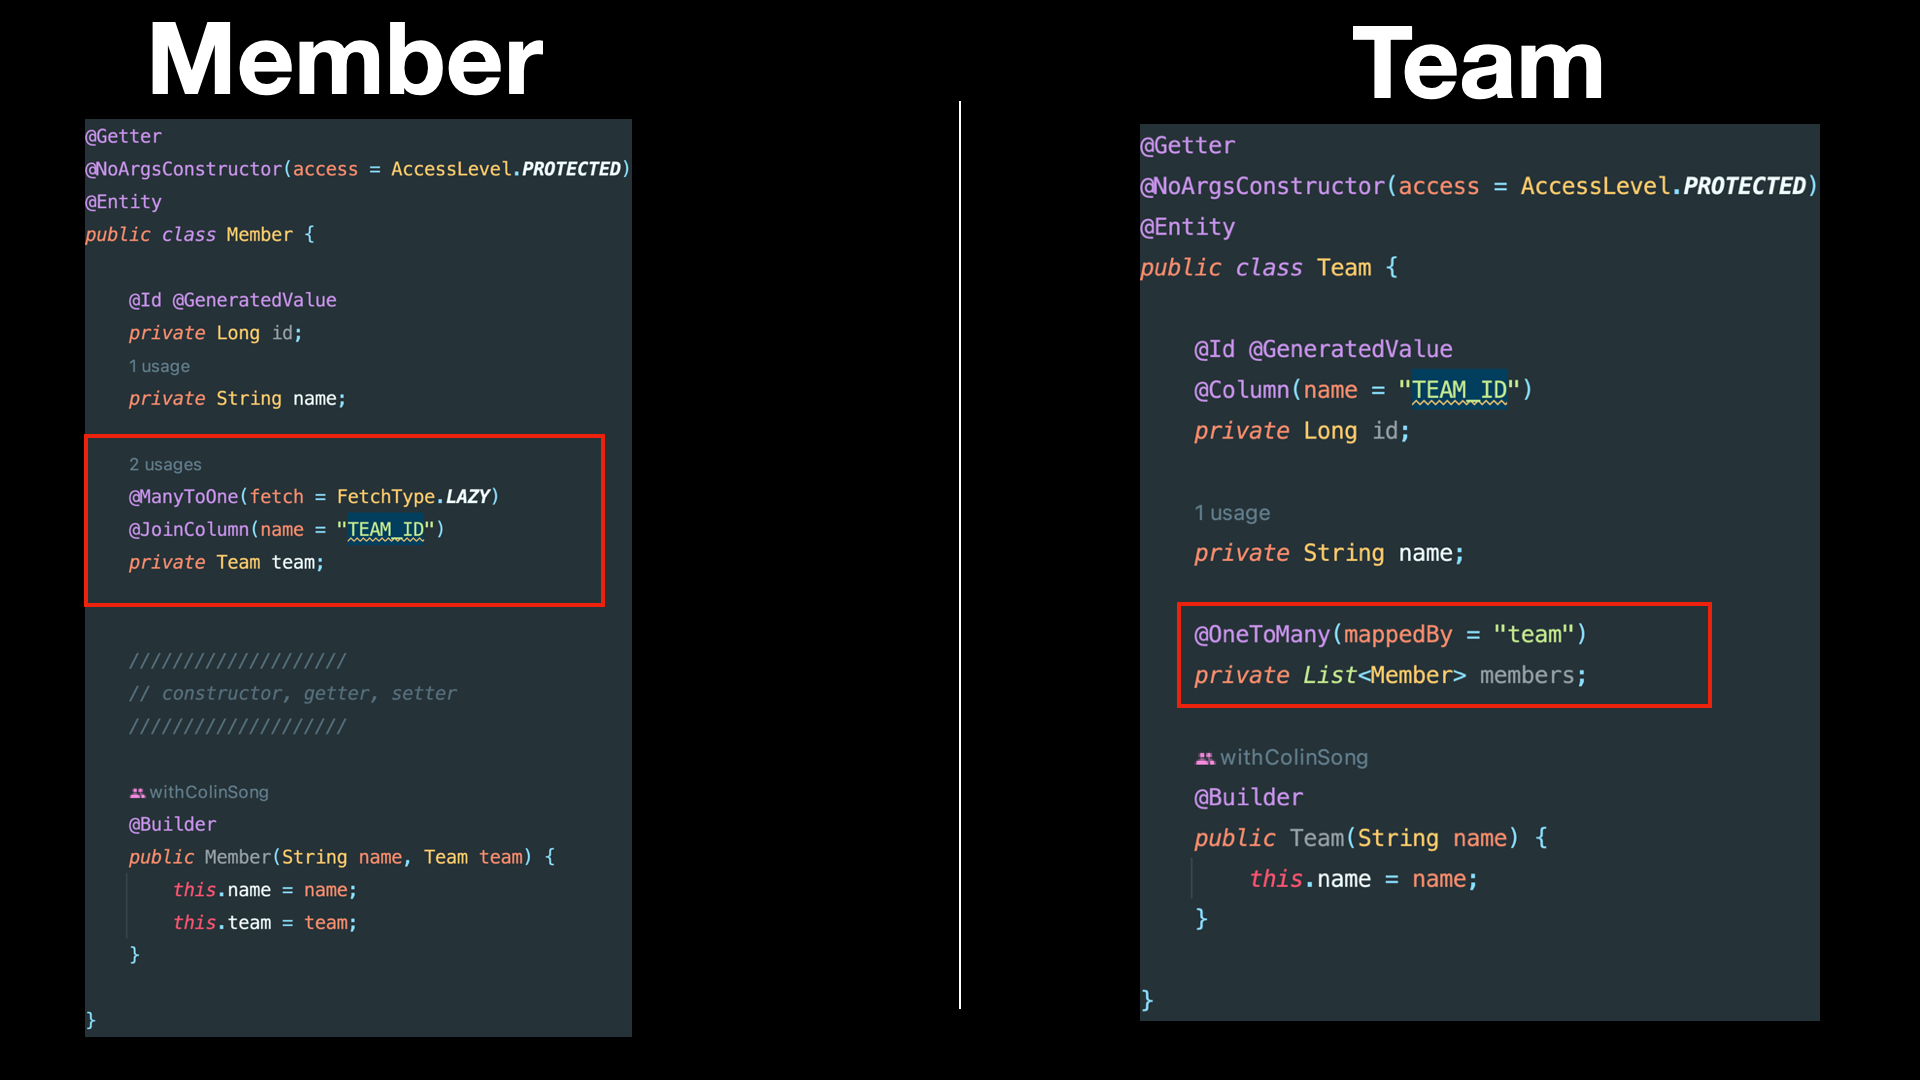 Member
@Getter
@NoArgsConstructor(access = AccessLevel.PROTECTED)
@Entity
public class Member {
@Id @GeneratedValue
private Long id;
1 usage
private String name;
2 usages
@ManyToOne(fetch = FetchType.LAZY)
@JoinColumn(name = "TEAM_ID")
private Team team;
////////////////////
// constructor, getter, setter
////////////////////
withColinSong
@Builder
public Member(String name, Team team) {
this.name = name;
this.team = team;
}
}
Team
@Getter
@NoArgsConstructor(access = AccessLevel.PROTECTED)
@Entity
public class Team {
@Id @GeneratedValue
@Column(name = "TEAM_ID")
private Long id;
1 usage
private String name;
@OneToMany(mappedBy = "team")
private List<Member> members;
withColinSong
@Builder
public Team(String name) {
this.name = name;
}
}